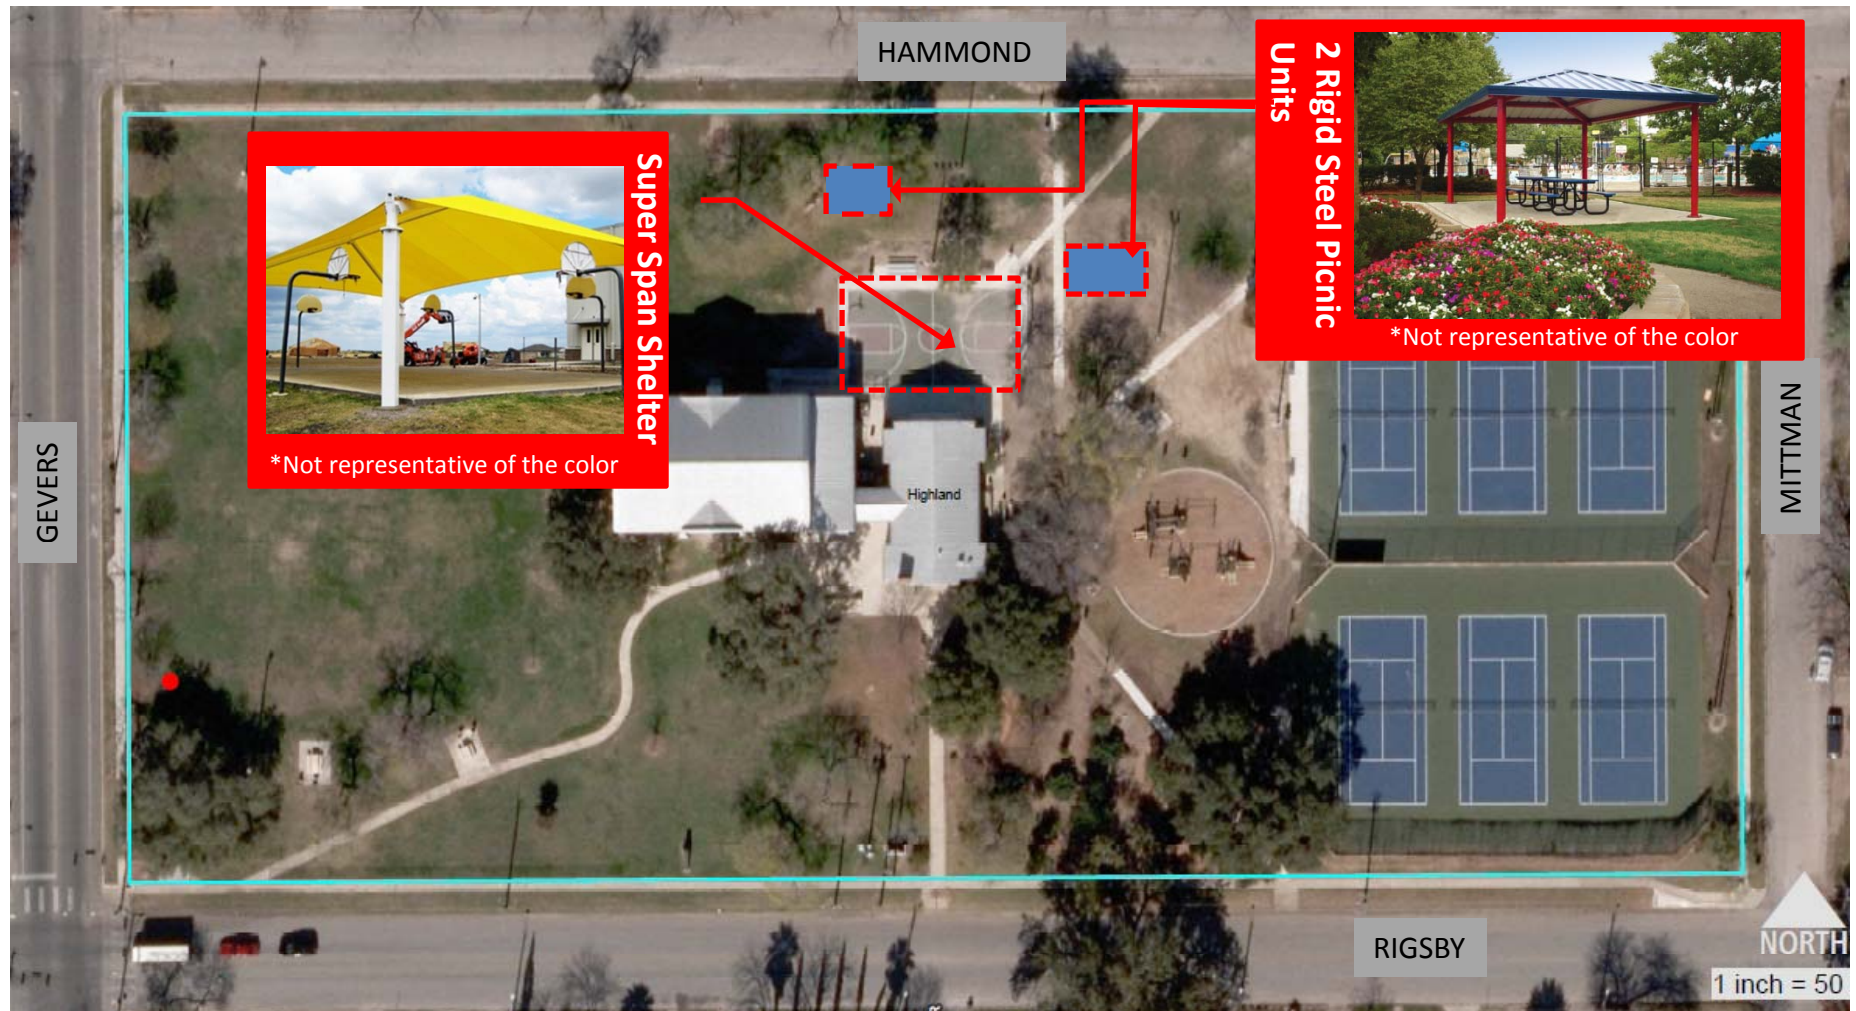 HAMMOND
2 Rigid Steel Picnic
Units
*Not representative of the color
Super Span Shelter
*Not representative of the color
GEVERS
Highland
MITTMAN
RIGSBY
NORTH
1 inch = 50